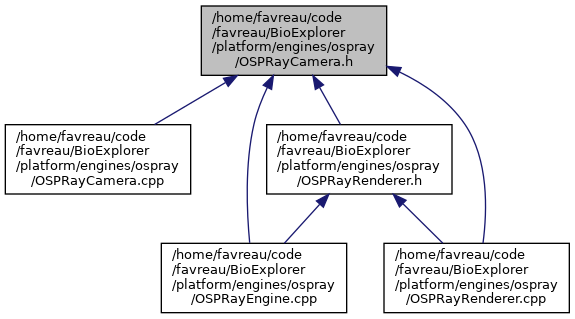 /home/favreau/code
/favreau/BioExplorer
/platform/engines/ospray
/OSPRayCamera.h
/home/favreau/code
/favreau/BioExplorer
/platform/engines/ospray
/OSPRayCamera.cpp
/home/favreau/code
/favreau/BioExplorer
/platform/engines/ospray
/OSPRayRenderer.h
/home/favreau/code
/favreau/BioExplorer
/platform/engines/ospray
/OSPRayEngine.cpp
/home/favreau/code
/favreau/BioExplorer
/platform/engines/ospray
/OSPRayRenderer.cpp